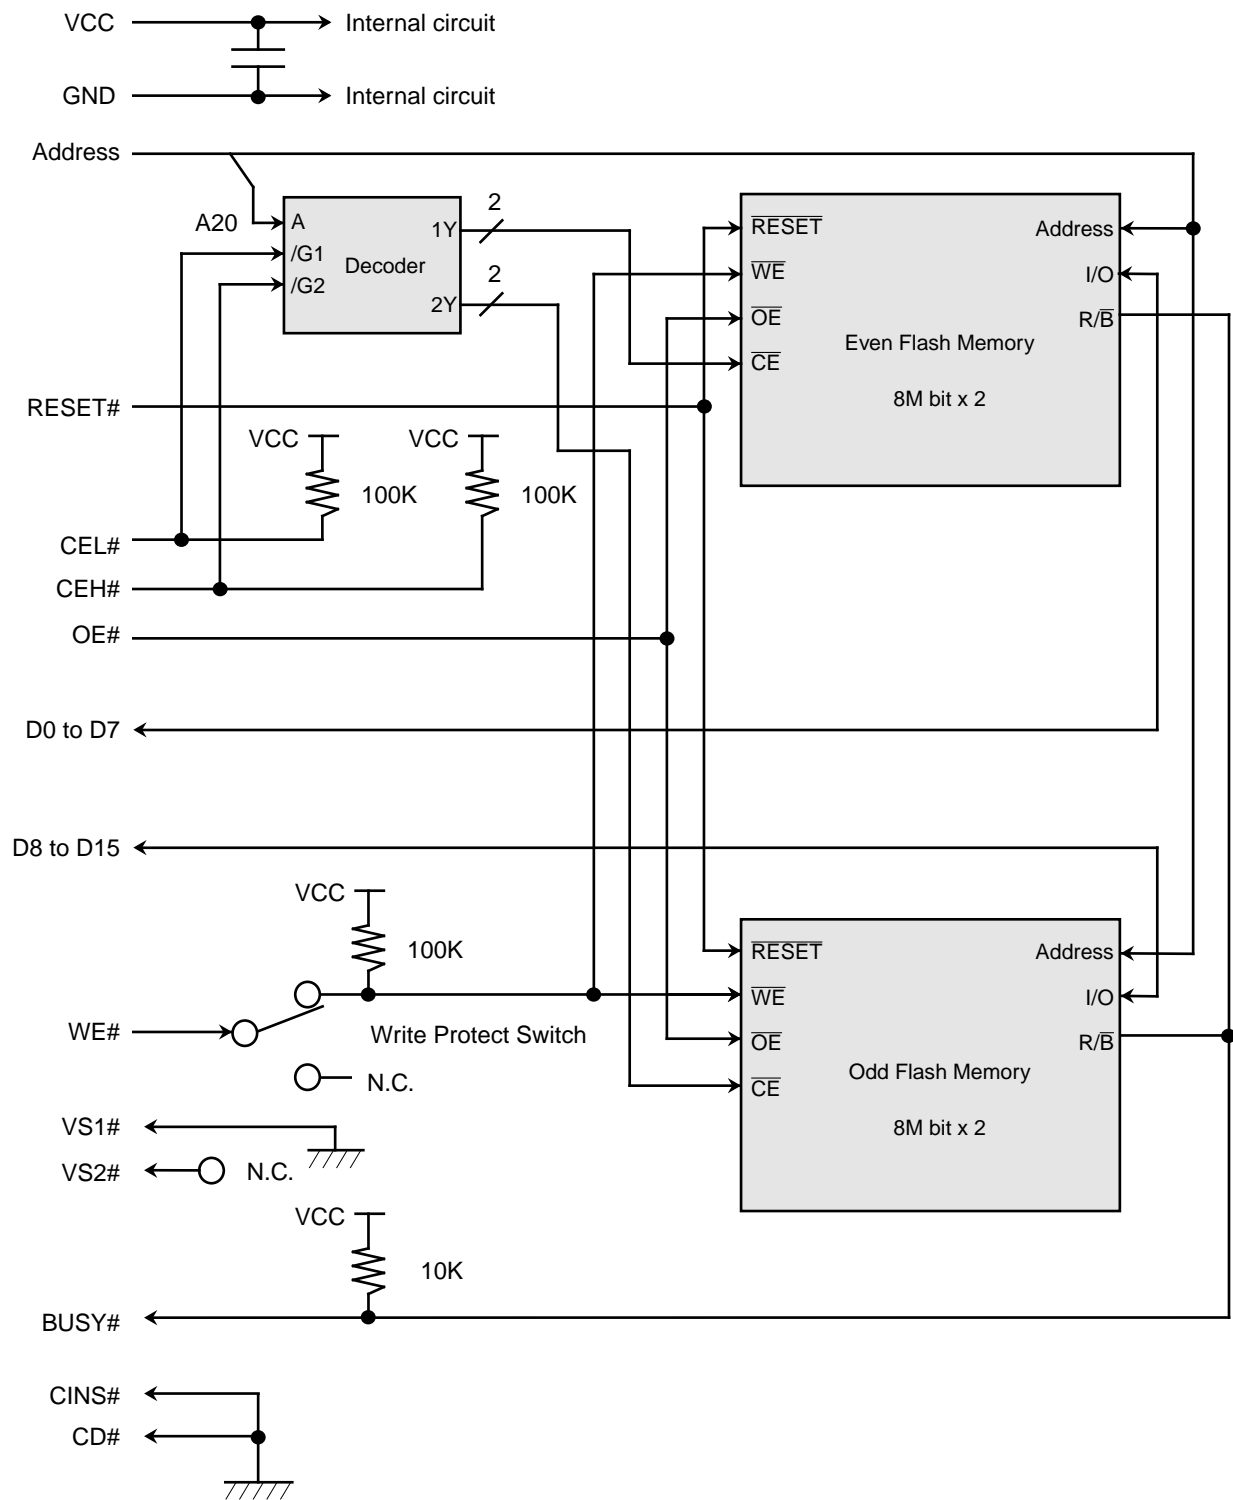 VCC Internal circuit
GND Internal circuit
Address
A20 A 1Y 2
/G1 Decoder
/G2 2Y 2
RESET Address
WE I/O
OE R/B
Even Flash Memory
CE
8M bit x 2
RESET#
VCC VCC
100K 100K
CEL#
CEH#
OE#
D0 to D7
D8 to D15
VCC
100K
RESET Address
WE I/O
WE# Write Protect Switch
OE R/B
Odd Flash Memory
N.C.
CE
8M bit x 2
VS1#
VS2# N.C.
VCC
10K
BUSY#
CINS#
CD#